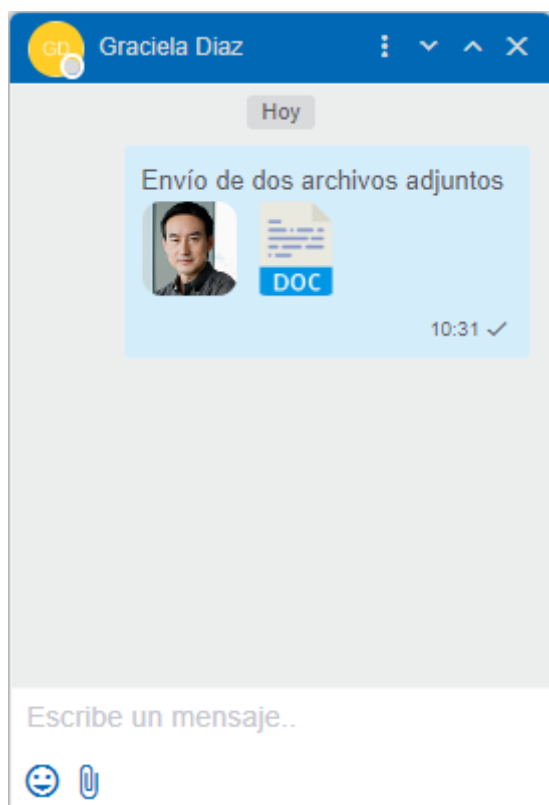 GD
Graciela Diaz
Hoy
Envío de dos archivos adjuntos
DOC
10:31
Escribe un mensaje..